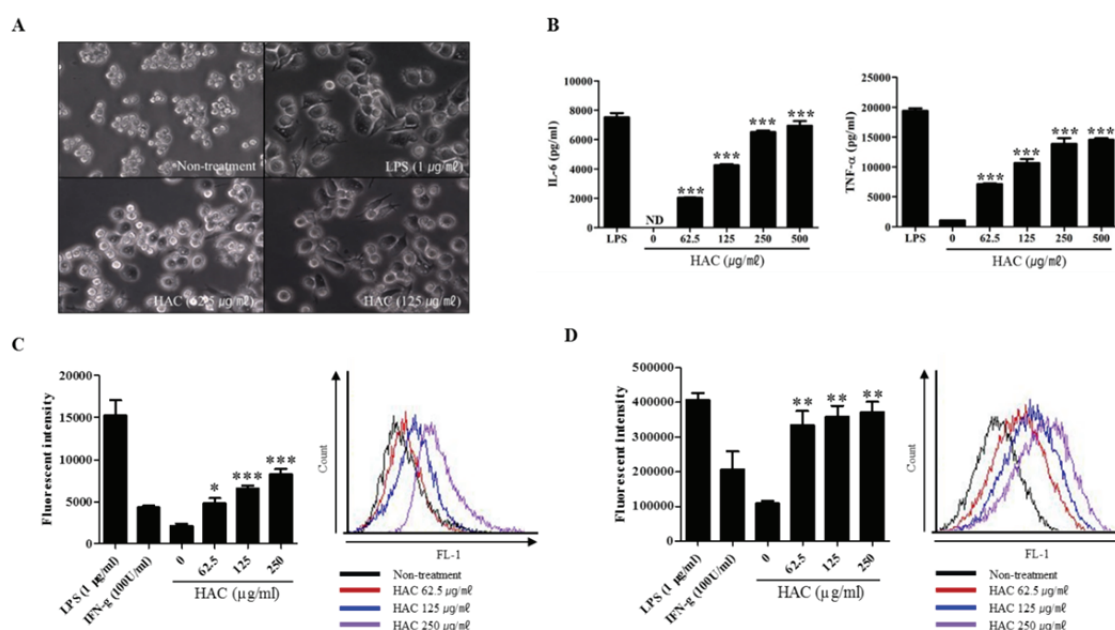 A
Non-treatment
LPS (1 μg/㎖)
HAC (62.5 μg/㎖)
HAC (125 μg/㎖)
B
IL-6 (pg/ml)
10000
8000
6000
4000
2000
0
ND
***
***
***
***
LPS 0 62.5 125 250 500
HAC (μg/㎖)
TNF-α (pg/ml)
25000
20000
15000
10000
5000
0
***
***
***
***
LPS 0 62.5 125 250 500
HAC (μg/㎖)
C
Fluorescent intensity
20000
15000
10000
5000
0
*
***
***
LPS (1 μg/ml)
IFN-g (100U/ml)
0 62.5 125 250
HAC (μg/ml)
Count
FL-1
Non-treatment
HAC 62.5 μg/㎖
HAC 125 μg/㎖
HAC 250 μg/㎖
D
Fluorescent intensity
500000
400000
300000
200000
100000
0
**
**
**
LPS (1 μg/ml)
IFN-g (100U/ml)
0 62.5 125 250
HAC (μg/ml)
Count
FL-1
Non-treatment
HAC 62.5 μg/㎖
HAC 125 μg/㎖
HAC 250 μg/㎖